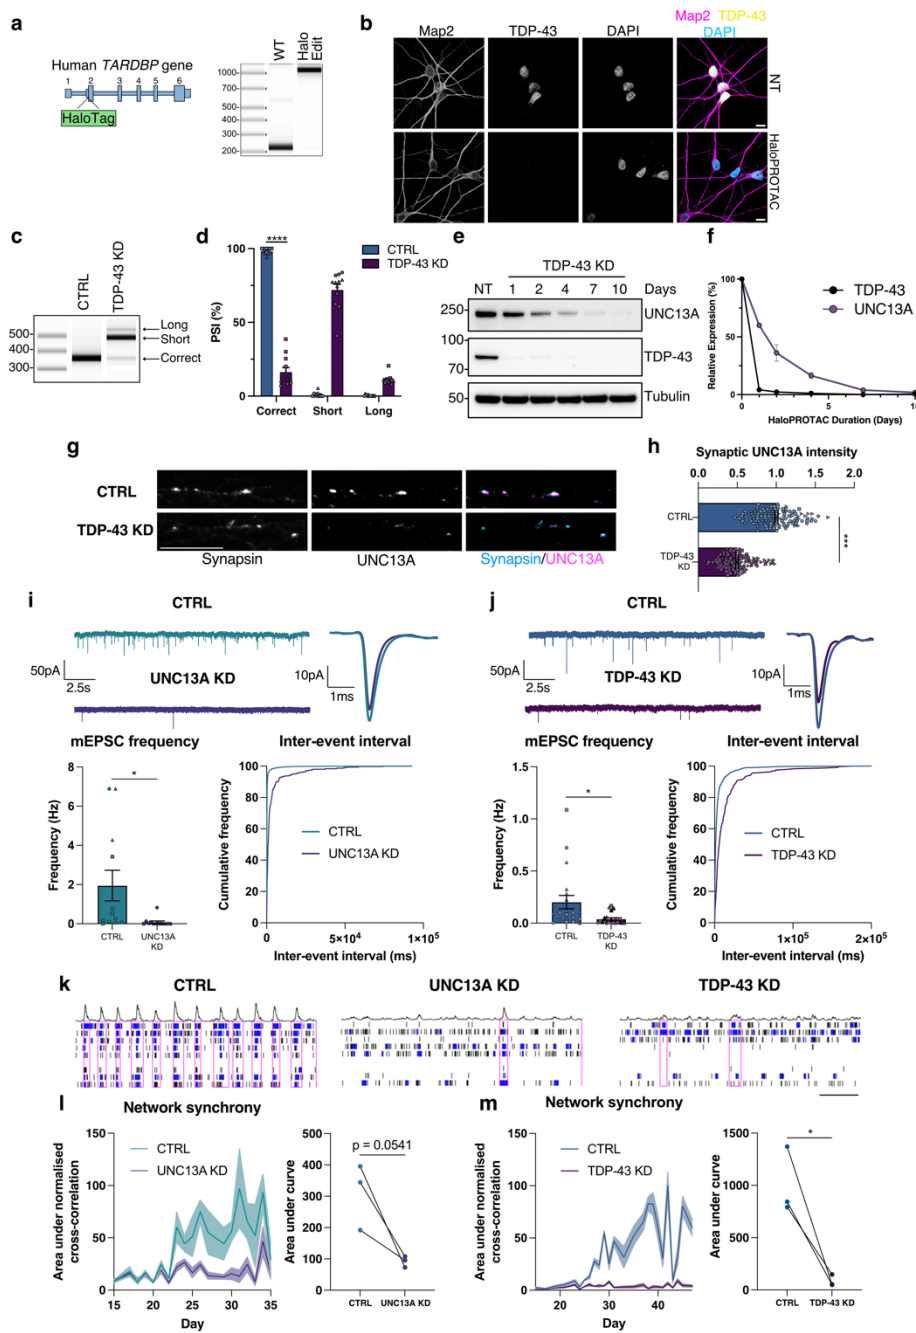 a
Human TARDBP gene
1 2 3 4 5 6
HaloTag
WT
Halo
Edit
1000
700
500
400
300
200
b
Map2 TDP-43
Map2 TDP-43 DAPI DAPI
NT
HaloPROTAC
c
CTRL
TDP-43 KD
500
400
300
Long
Short
Correct
d
CTRL
TDP-43 KD
****
PSI (%)
100
50
0
Correct Short Long
e
TDP-43 KD
NT 1 2 4 7 10 Days
250
UNC13A
100
70
TDP-43
50
Tubulin
f
TDP-43
UNC13A
Relative Expression (%)
100
50
0
0 5 10
HaloPROTAC Duration (Days)
g
CTRL
TDP-43 KD
Synapsin UNC13A Synapsin/UNC13A
h
Synaptic UNC13A intensity
0.0 0.5 1.0 1.5 2.0
CTRL
TDP-43
KD
***
i
CTRL
50pA
2.5s
UNC13A KD
10pA
1ms
mEPSC frequency
Frequency (Hz)
8
6
4
2
0
*
CTRL UNC13A
KD
Inter-event interval
Cumulative frequency
100
80
60
40
20
0
CTRL
UNC13A KD
0 5×10⁴ 1×10⁵
Inter-event interval (ms)
j
CTRL
50pA
2.5s
TDP-43 KD
10pA
1ms
mEPSC frequency
Frequency (Hz)
1.5
1.0
0.5
0.0
*
CTRL TDP-43
KD
Inter-event interval
Cumulative frequency
100
80
60
40
20
0
CTRL
TDP-43 KD
0 1×10⁵ 2×10⁵
Inter-event interval (ms)
k
CTRL UNC13A KD TDP-43 KD
l
Network synchrony
Area under normalised
cross-correlation
150
100
50
0
CTRL
UNC13A KD
15 20 25 30 35
Day
Area under curve
500
400
300
200
100
0
p = 0.0541
CTRL UNC13A KD
m
Network synchrony
Area under normalised
cross-correlation
150
100
50
0
CTRL
TDP-43 KD
20 30 40
Day
Area under curve
1500
1000
500
0
*
CTRL TDP-43 KD